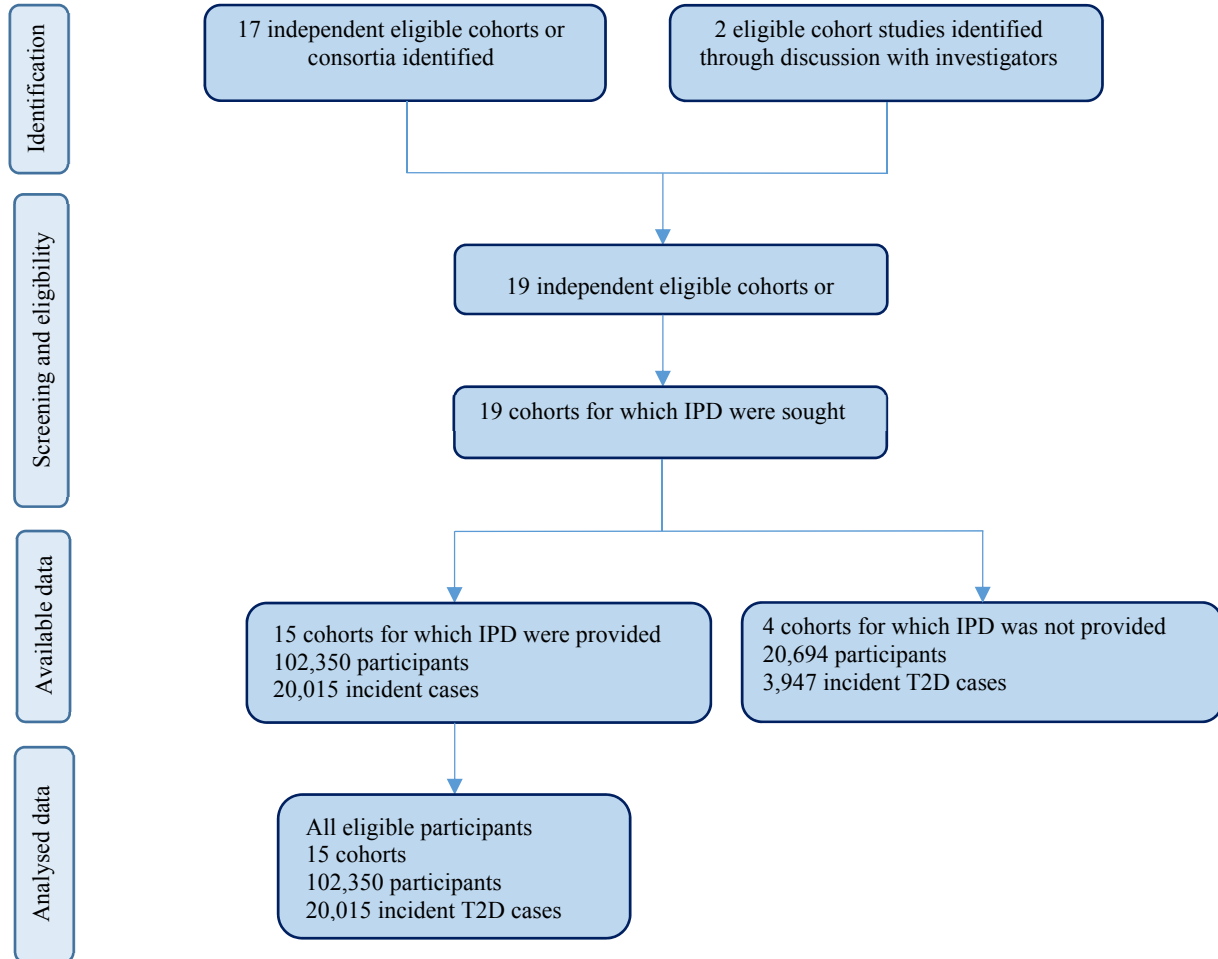 Identification
17 independent eligible cohorts or
consortia identified
2 eligible cohort studies identified
through discussion with investigators
Screening and eligibility
19 independent eligible cohorts or
19 cohorts for which IPD were sought
Available data
15 cohorts for which IPD were provided
102,350 participants
20,015 incident cases
4 cohorts for which IPD was not provided
20,694 participants
3,947 incident T2D cases
Analysed data
All eligible participants
15 cohorts
102,350 participants
20,015 incident T2D cases